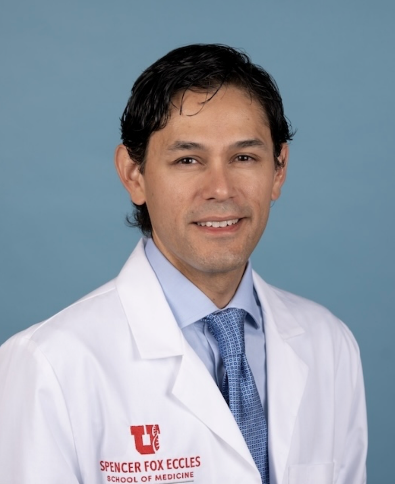 U
SPENCER FOX ECCLES
SCHOOL OF MEDICINE